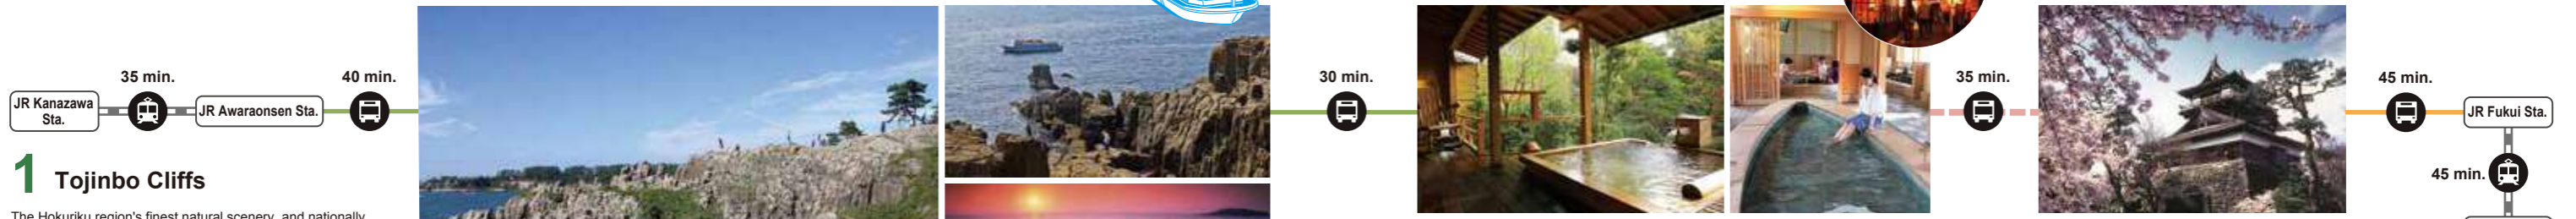 35 min.
40 min.
JR Kanazawa
Sta.
JR Awaraonsen Sta.
30 min.
35 min.
45 min.
JR Fukui Sta.
45 min.
1 Tojinbo Cliffs
The Hokuriku region's finest natural scenery, and nationally